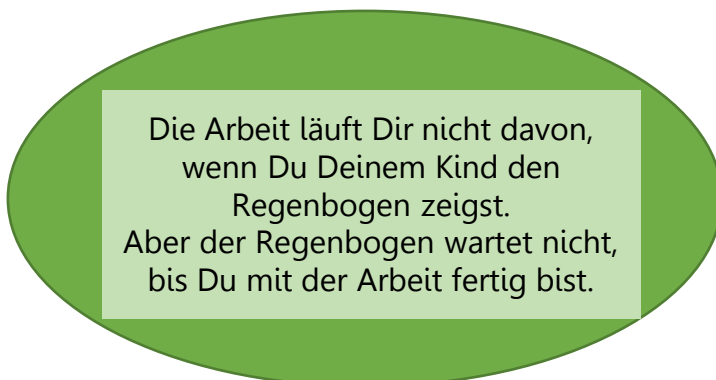 Die Arbeit läuft Dir nicht davon,
wenn Du Deinem Kind den
Regenbogen zeigst.
Aber der Regenbogen wartet nicht,
bis Du mit der Arbeit fertig bist.